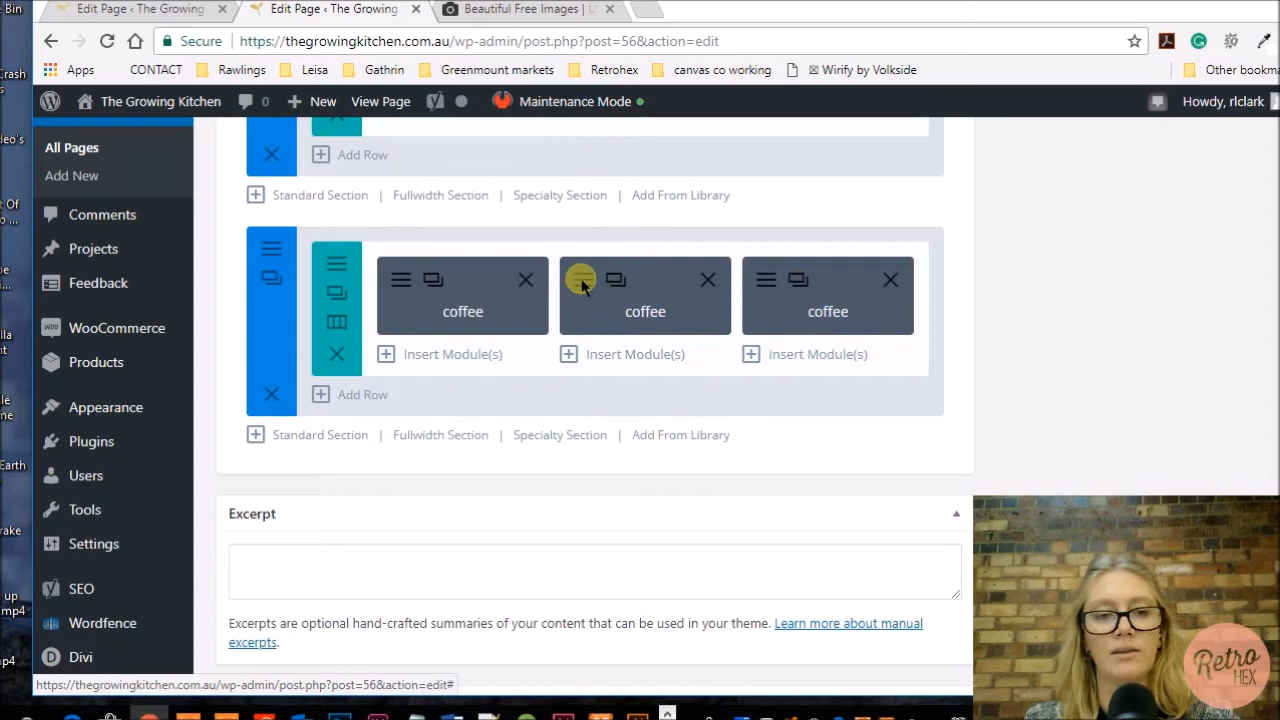 Bin
Edit Page ‹ The Growing
Edit Page ‹ The Growing
Beautiful Free Images | U
Secure
https://thegrowingkitchen.com.au/wp-admin/post.php?post=56&action=edit
Apps
CONTACT
Rawlings
Leisa
Gathrin
Greenmount markets
Retrohex
canvas co working
Wirify by Volkside
Other bookma
The Growing Kitchen
0
New
View Page
Maintenance Mode
Howdy, rlclark
All Pages
Add New
Comments
Projects
Feedback
WooCommerce
Products
Appearance
Plugins
Users
Tools
Settings
SEO
Wordfence
Divi
Add Row
Standard Section | Fullwidth Section | Specialty Section | Add From Library
coffee
coffee
coffee
Insert Module(s)
Insert Module(s)
Insert Module(s)
Add Row
Standard Section | Fullwidth Section | Specialty Section | Add From Library
Excerpt
Excerpts are optional hand-crafted summaries of your content that can be used in your theme. Learn more about manual
excerpts.
https://thegrowingkitchen.com.au/wp-admin/post.php?post=56&action=edit#
Retro
HEX